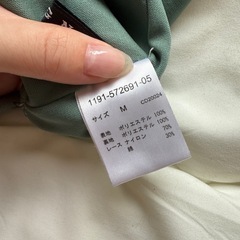 1191-572691-05
サイズ M CO20024
表地 ポリエステル 100%
裏地 ポリエステル 100%
レース ナイロン 70%
綿 30%